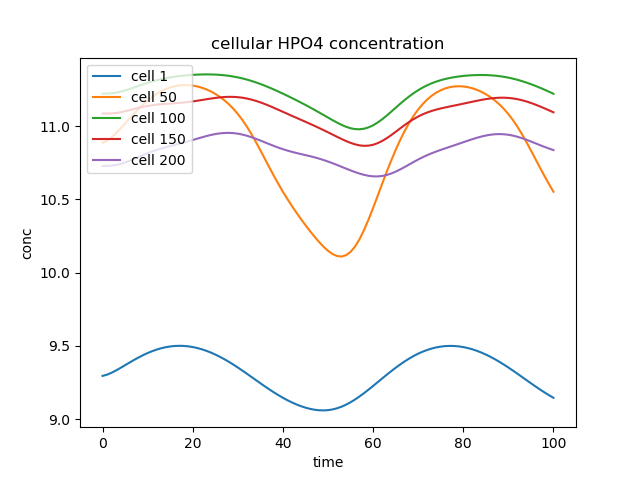 cellular HPO4 concentration
cell 1
cell 50
cell 100
cell 150
cell 200
conc
11.0
10.5
10.0
9.5
9.0
0 20 40 60 80 100
time